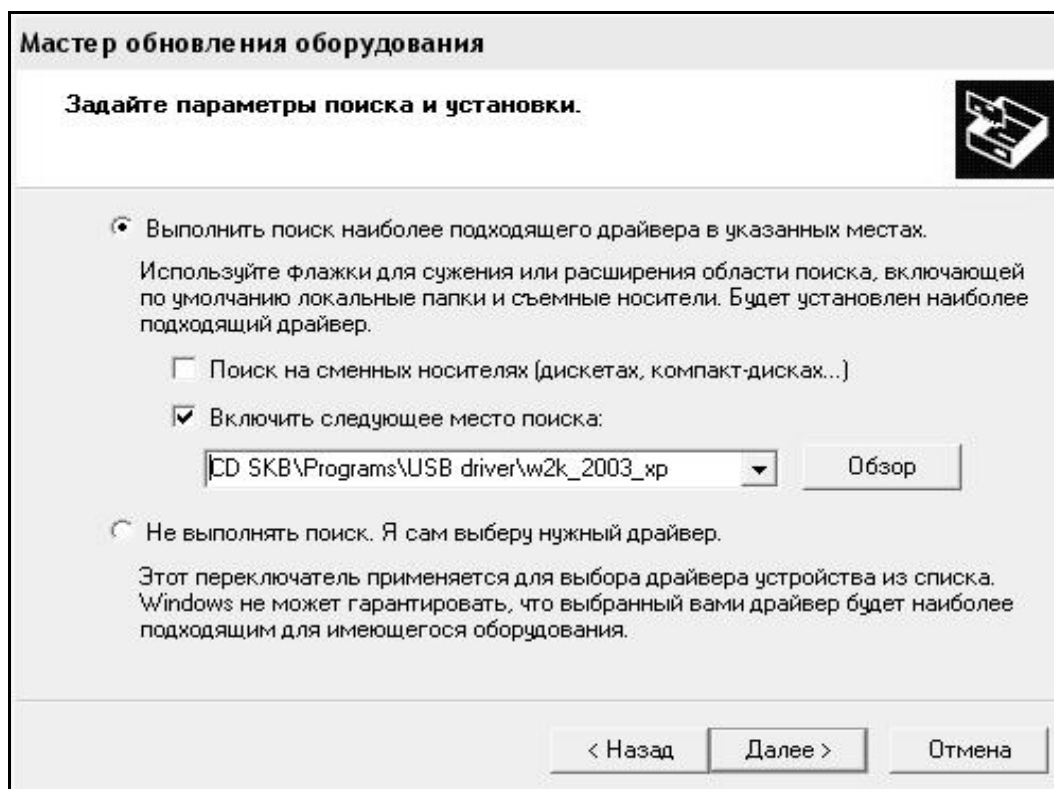 Мастер обновления оборудования
Задайте параметры поиска и установки.
Выполнить поиск наиболее подходящего драйвера в указанных местах.
Используйте флажки для сужения или расширения области поиска, включающей
по умолчанию локальные папки и съемные носители. Будет установлен наиболее
подходящий драйвер.
Поиск на сменных носителях (дискетах, компакт-дисках...)
Включить следующее место поиска:
CD SKB\Programs\USB driver\w2k_2003_xp
Обзор
Не выполнять поиск. Я сам выберу нужный драйвер.
Этот переключатель применяется для выбора драйвера устройства из списка.
Windows не может гарантировать, что выбранный вами драйвер будет наиболее
подходящим для имеющегося оборудования.
< Назад
Далее >
Отмена